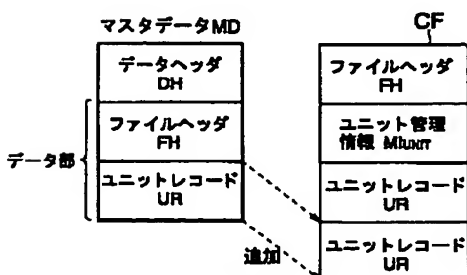 マスタデータMD
データヘッダ
DH
ファイルヘッダ
FH
ユニットレコード
UR
データ部
追加
CF
ファイルヘッダ
FH
ユニット管理
情報 MIUNIT
ユニットレコード
UR
ユニットレコード
UR